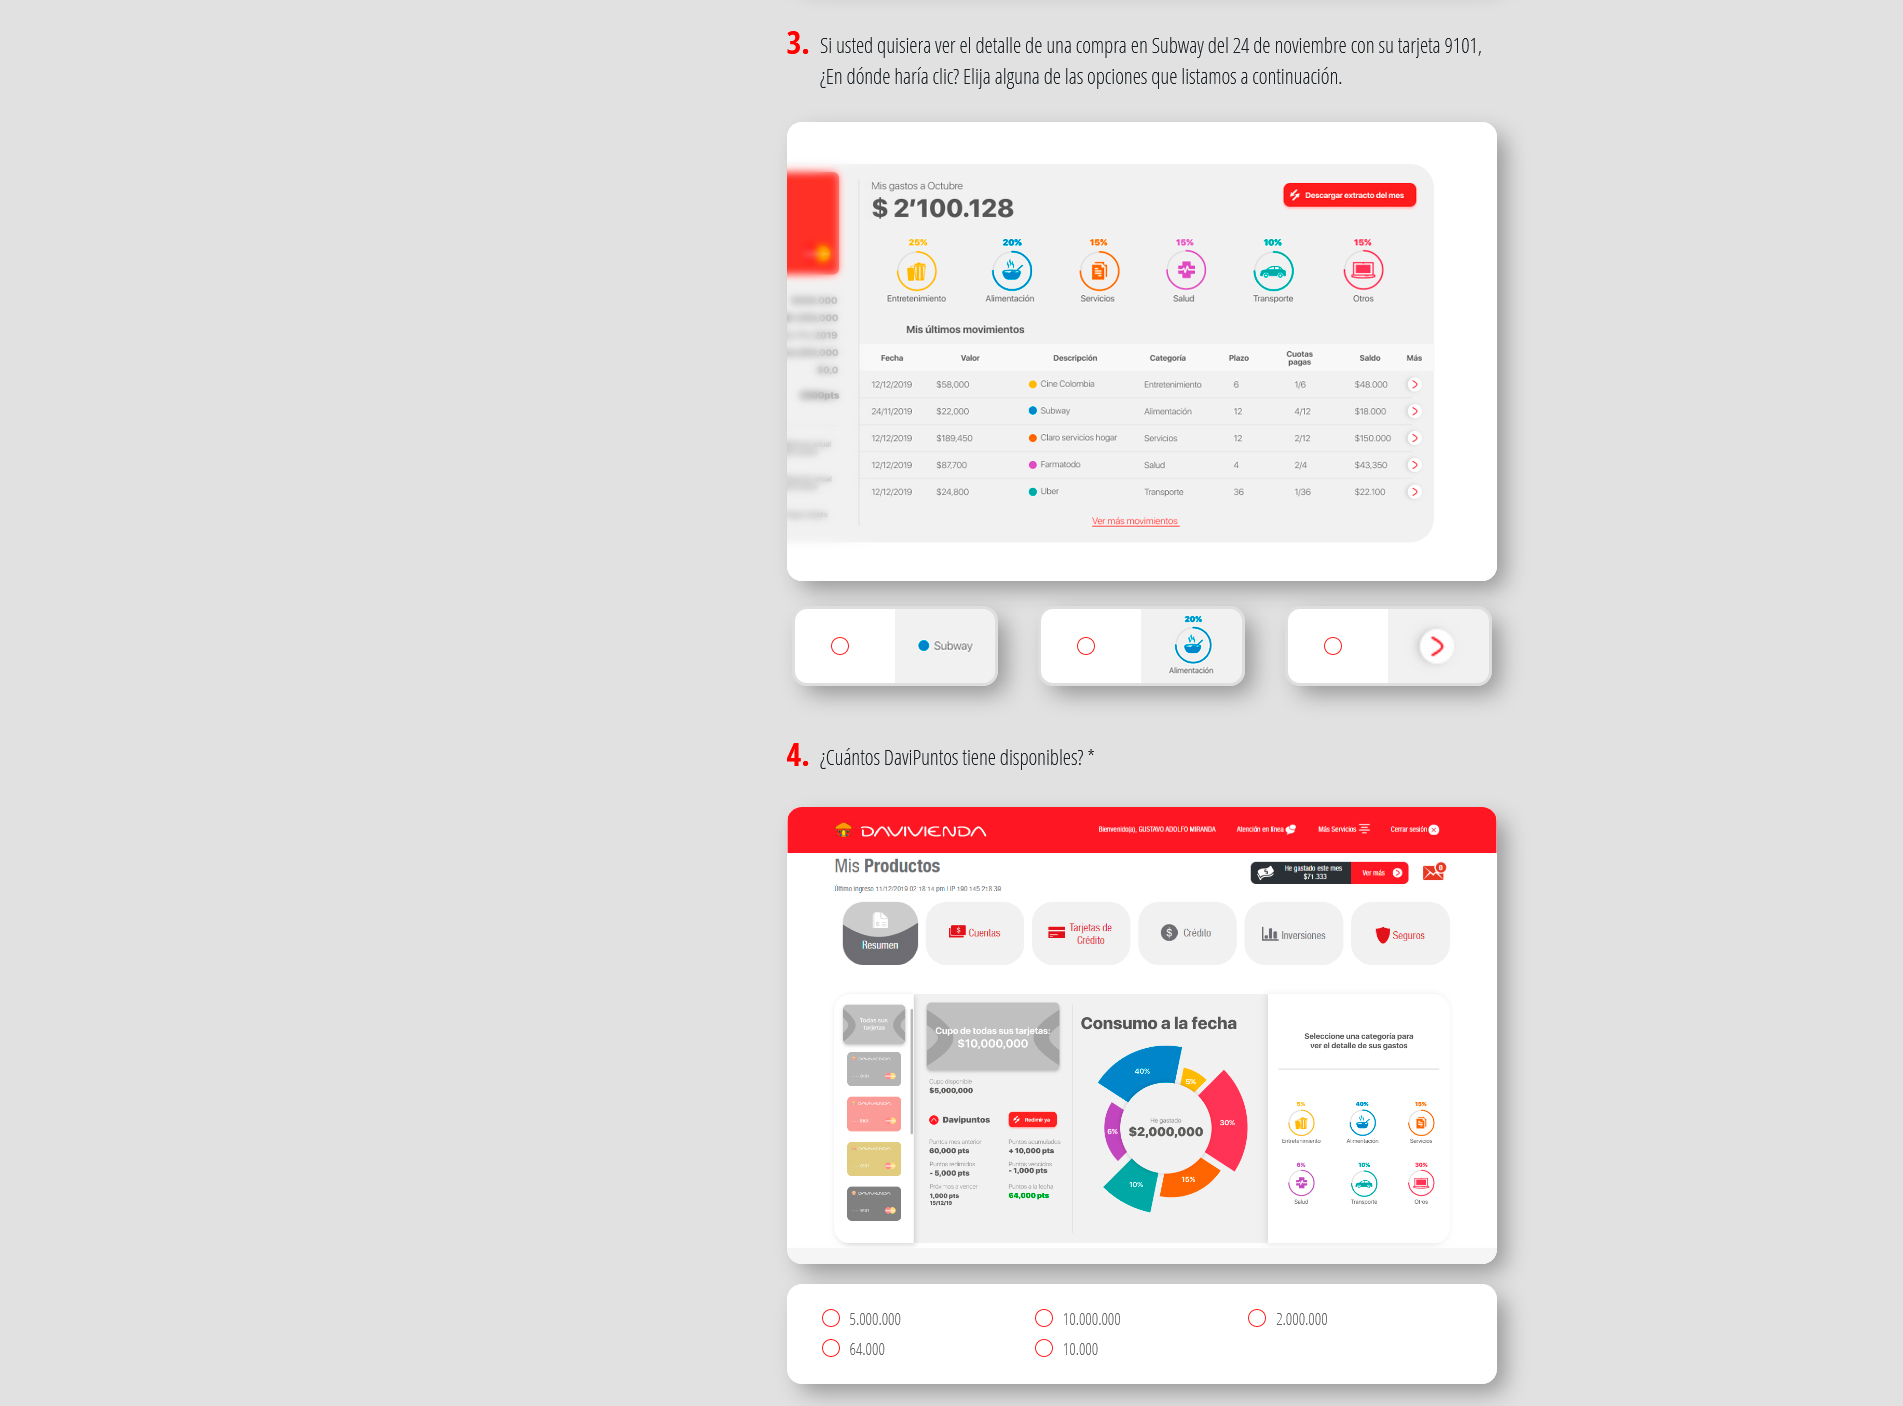 3. Si usted quisiera ver el detalle de una compra en Subway del 24 de noviembre con su tarjeta 9101,
¿En dónde haría clic? Elija alguna de las opciones que listamos a continuación.
Mis gastos a Octubre
$ 2'100.128
Descargar extracto del mes
25% 20% 15% 15% 10% 15%
Entretenimiento Alimentación Servicios Salud Transporte Otros
Mis últimos movimientos
Fecha Valor Descripción Categoría Plazo Cuotas pagas Saldo Más
12/12/2019 $58,000 Cine Colombia Entretenimiento 6 1/6 $48.000
24/11/2019 $22,000 Subway Alimentación 12 4/12 $18.000
12/12/2019 $189,450 Claro servicios hogar Servicios 12 2/12 $150.000
12/12/2019 $87,700 Farmatodo Salud 4 2/4 $43,350
12/12/2019 $24,800 Uber Transporte 36 1/36 $22.100
Ver más movimientos
Subway
20%
Alimentación
4. ¿Cuántos DaviPuntos tiene disponibles? *
DAVIVIENDA
Bienvenido(a), GUSTAVO ADOLFO MIRANDA Atención en línea Más Servicios Cerrar sesión
Mis Productos
He gastado este mes
$71.333
Ver más
Último ingreso 11/12/2019 02:18:14 pm / IP 190.145.218.39
Resumen Cuentas Tarjetas de Crédito Crédito Inversiones Seguros
Todas sus
tarjetas
DAVIVIENDA
DAVIVIENDA
DAVIVIENDA
DAVIVIENDA
Cupo de todas sus tarjetas:
$10,000,000
Cupo disponible
$5,000,000
Davipuntos Redimir ya
Puntos mes anterior Puntos acumulados
60,000 pts + 10,000 pts
Puntos redimidos Puntos vencidos
- 5,000 pts - 1,000 pts
Próximos a vencer Puntos a la fecha
1,000 pts 64,000 pts
15/12/19
Consumo a la fecha
40%
5%
30%
15%
10%
6%
He gastado
$2,000,000
Seleccione una categoría para
ver el detalle de sus gastos
5% 40% 15%
Entretenimiento Alimentación Servicios
6% 10% 30%
Salud Transporte Otros
5.000.000 10.000.000 2.000.000
64.000 10.000